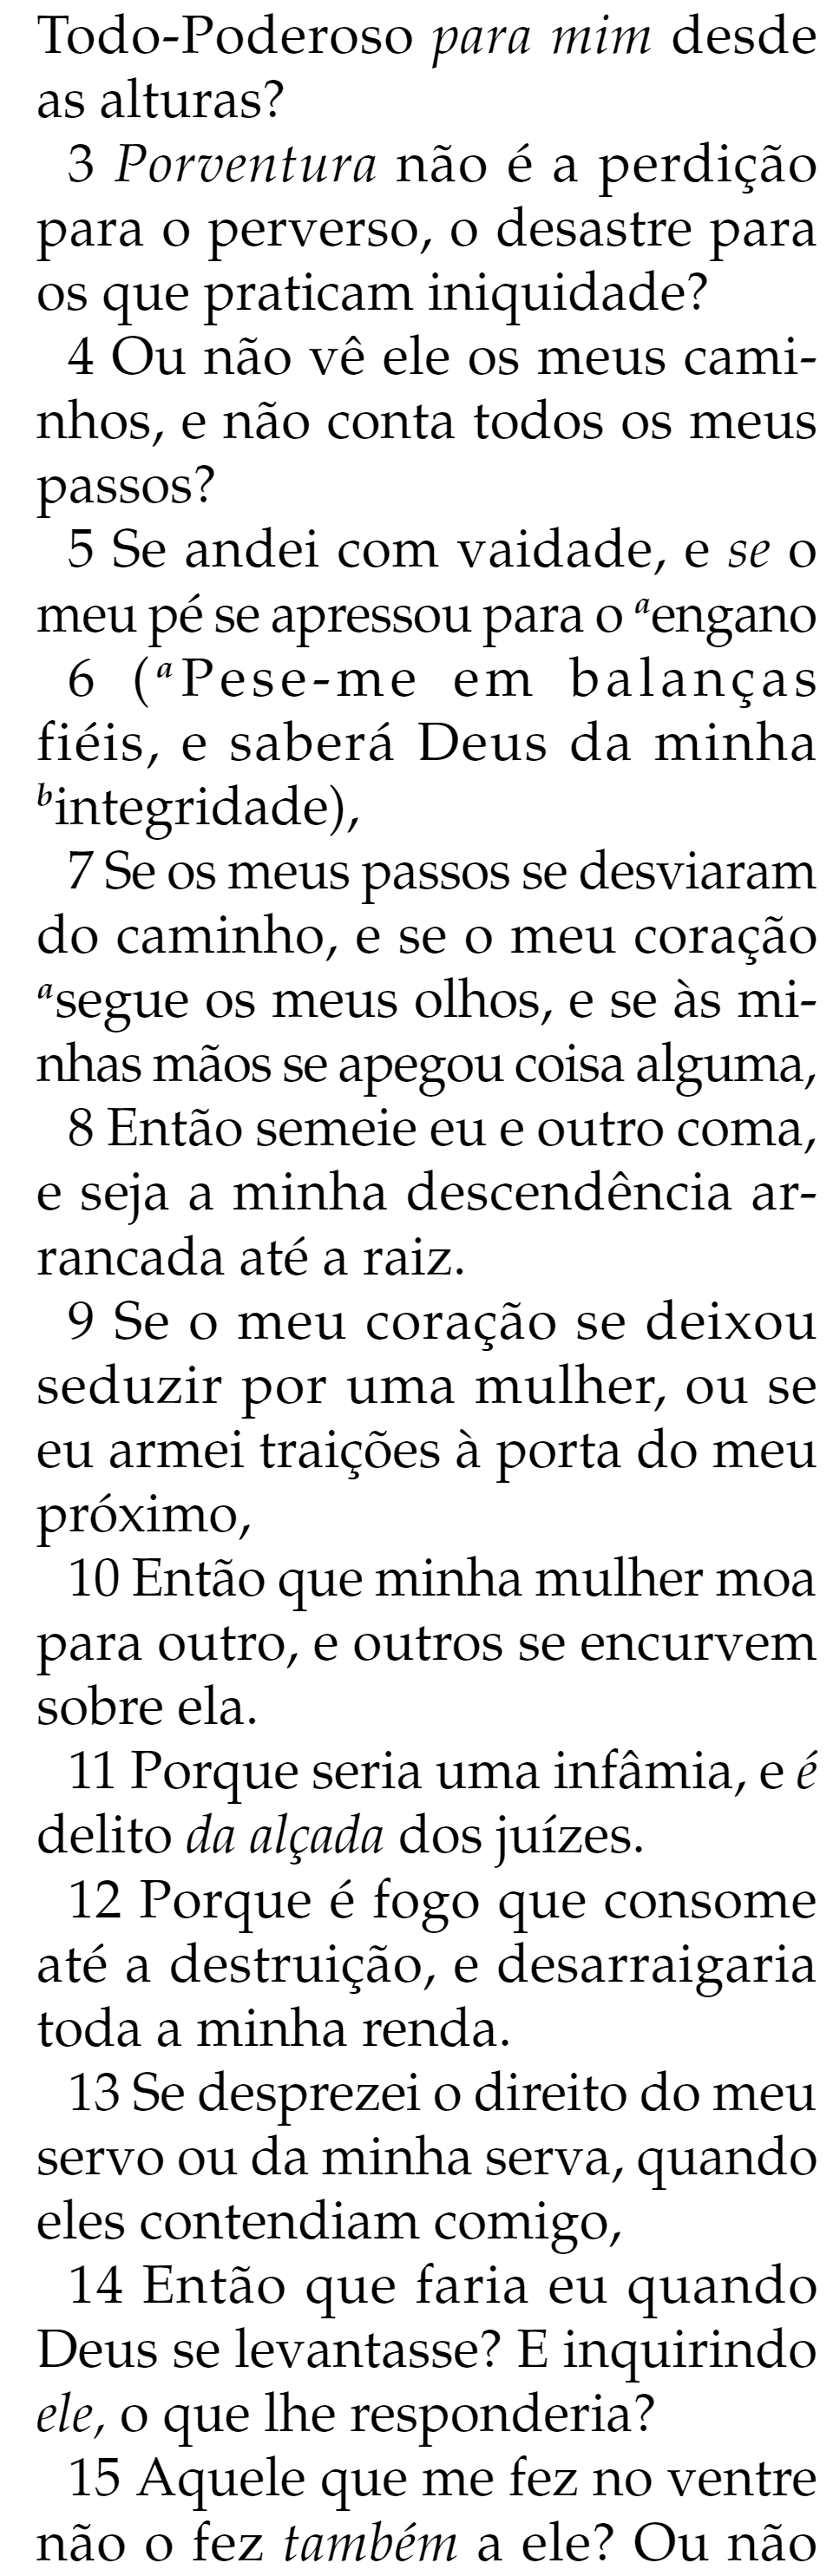 Todo-Poderoso para mim desde
as alturas?
3 Porventura não é a perdição
para o perverso, o desastre para
os que praticam iniquidade?
4 Ou não vê ele os meus cami-
nhos, e não conta todos os meus
passos?
5 Se andei com vaidade, e se o
meu pé se apressou para o aengano
6 (aPese-me em balanças
fiéis, e saberá Deus da minha
bintegridade),
7 Se os meus passos se desviaram
do caminho, e se o meu coração
asegue os meus olhos, e se às mi-
nhas mãos se apegou coisa alguma,
8 Então semeie eu e outro coma,
e seja a minha descendência ar-
rancada até a raiz.
9 Se o meu coração se deixou
seduzir por uma mulher, ou se
eu armei traições à porta do meu
próximo,
10 Então que minha mulher moa
para outro, e outros se encurvem
sobre ela.
11 Porque seria uma infâmia, e é
delito da alçada dos juízes.
12 Porque é fogo que consome
até a destruição, e desarraigaria
toda a minha renda.
13 Se desprezei o direito do meu
servo ou da minha serva, quando
eles contendiam comigo,
14 Então que faria eu quando
Deus se levantasse? E inquirindo
ele, o que lhe responderia?
15 Aquele que me fez no ventre
não o fez também a ele? Ou não